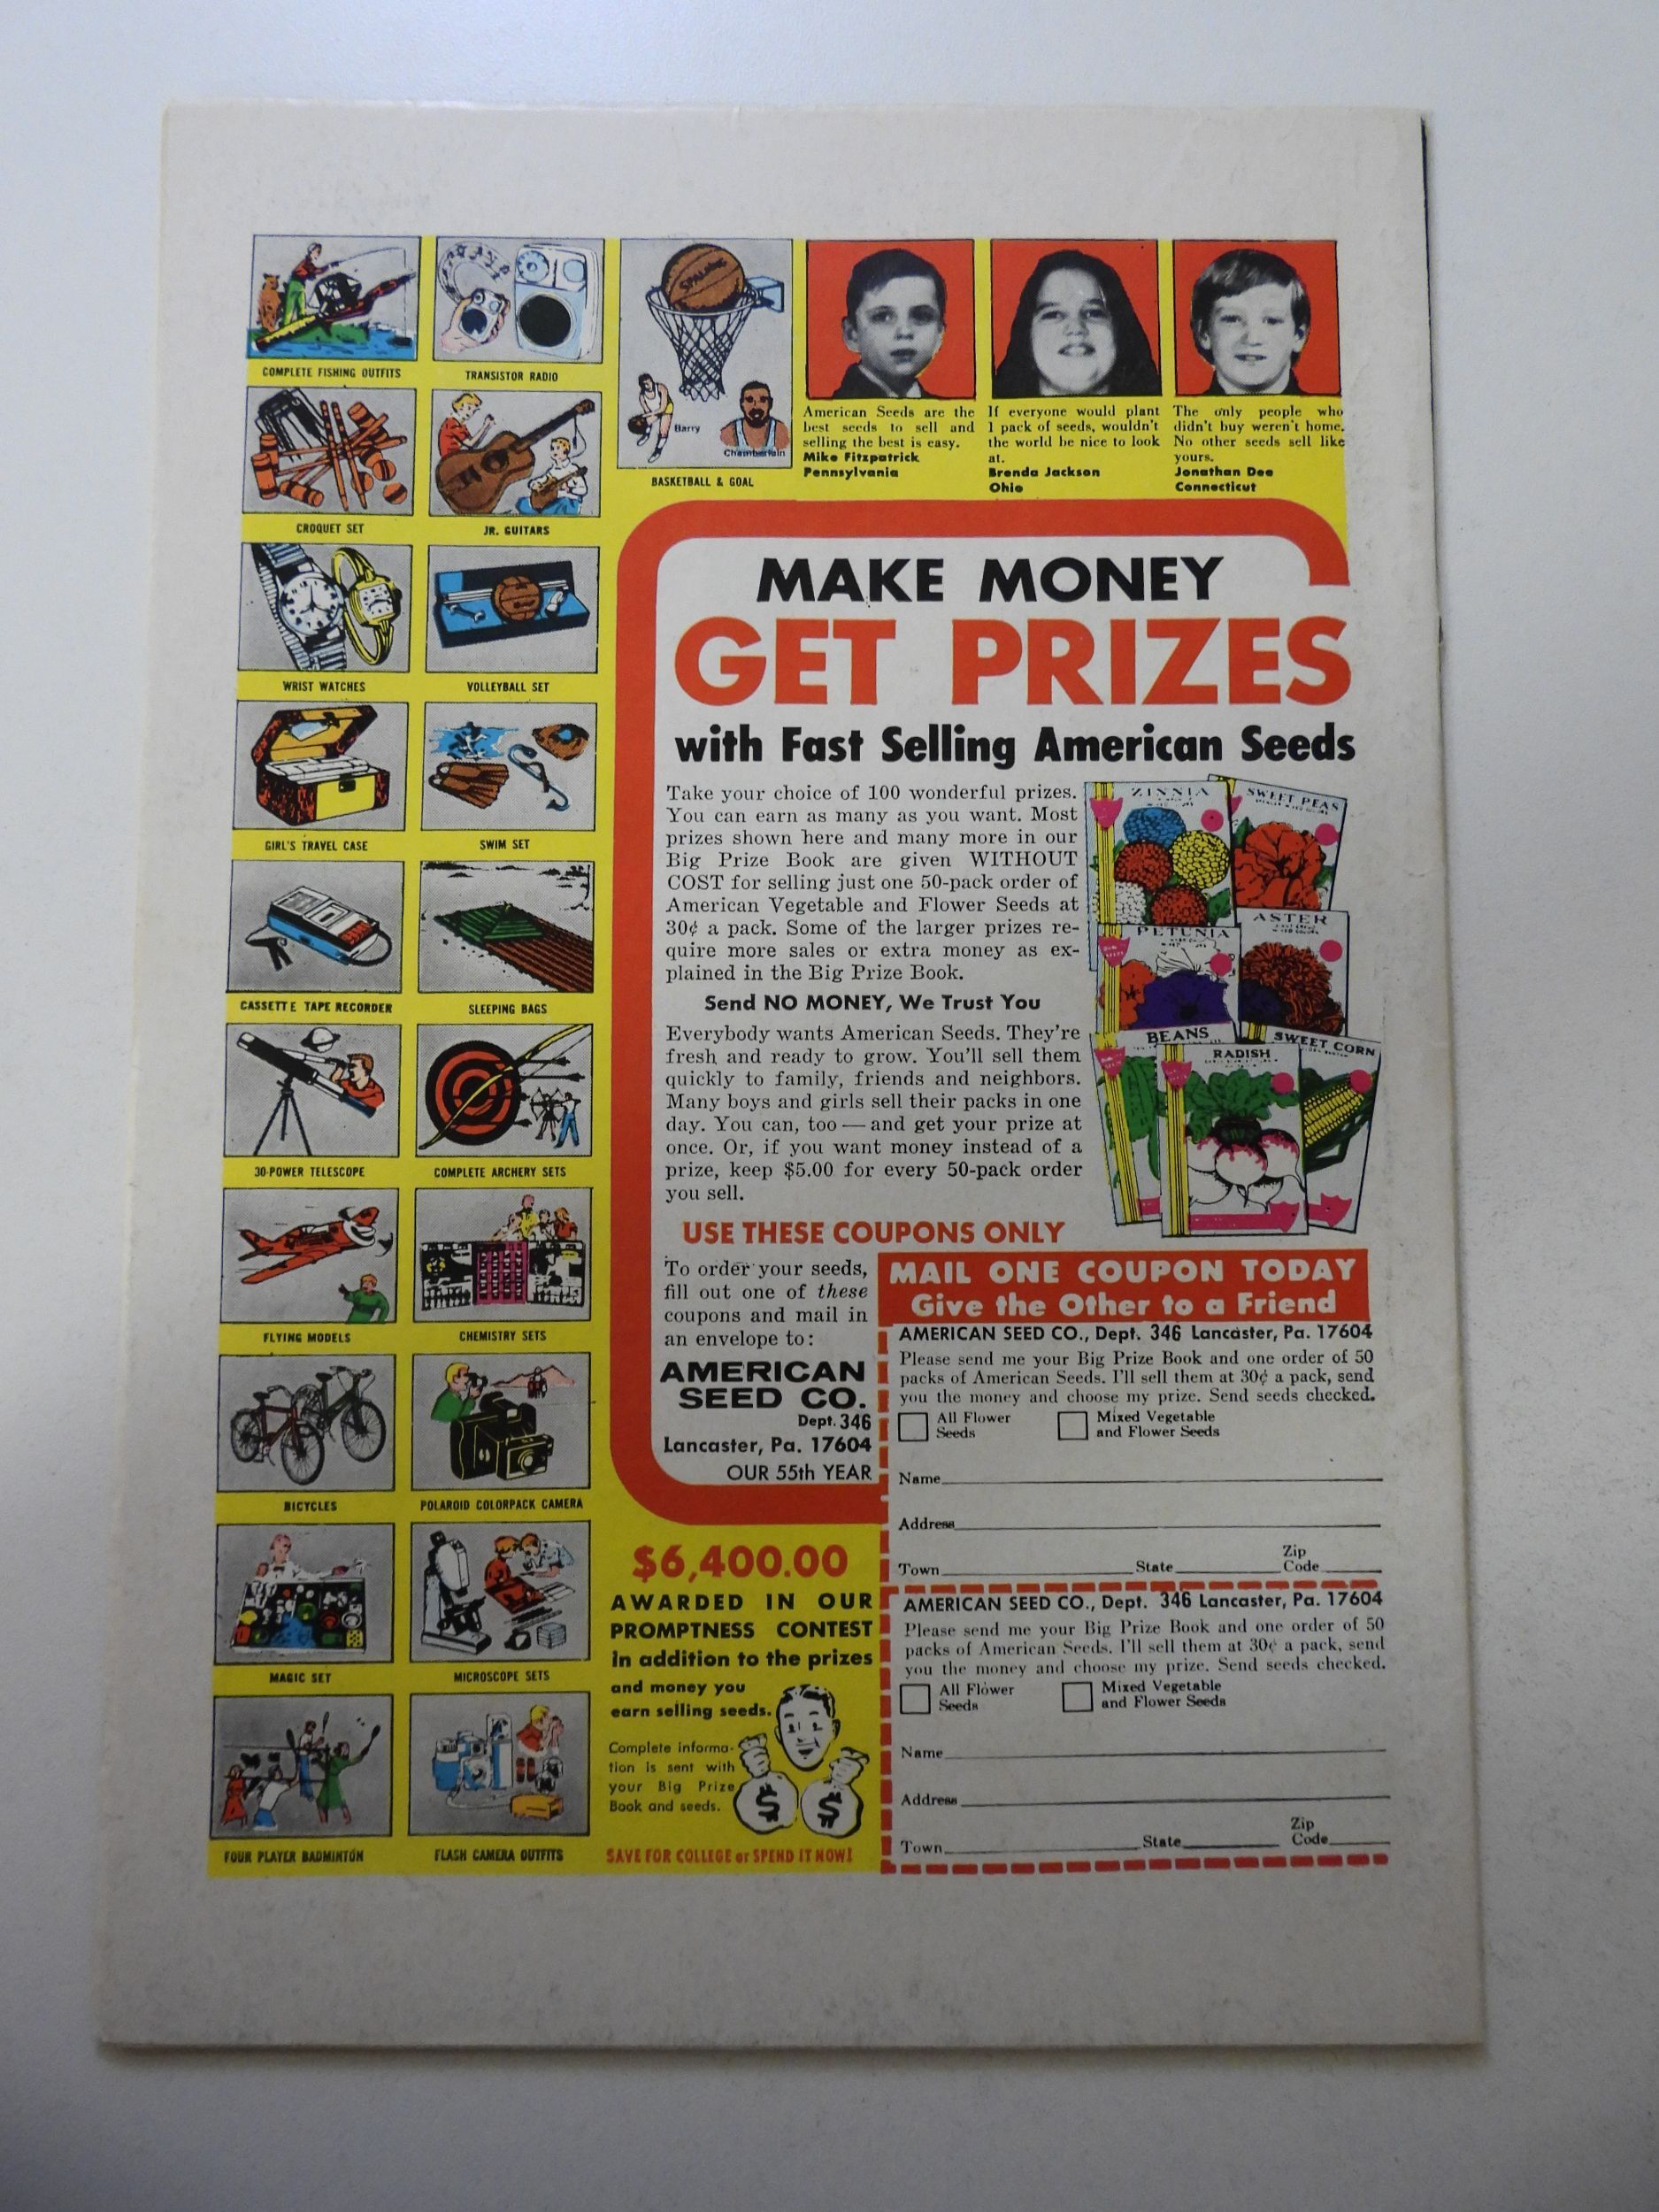 COMPLETE FISHING OUTFITS
TRANSISTOR RADIO
CROQUET SET
JR. GUITARS
WRIST WATCHES
VOLLEYBALL SET
GIRL'S TRAVEL CASE
SWIM SET
CASSETTE TAPE RECORDER
SLEEPING BAGS
30-POWER TELESCOPE
COMPLETE ARCHERY SETS
FLYING MODELS
CHEMISTRY SETS
BICYCLES
POLAROID COLORPACK CAMERA
MAGIC SET
MICROSCOPE SETS
FOUR PLAYER BADMINTON
FLASH CAMERA OUTFITS
SPALDING
Barry
Chamberlain
BASKETBALL & GOAL
American Seeds are the
best seeds to sell and
selling the best is easy.
Mike Fitzpatrick
Pennsylvania
If everyone would plant
1 pack of seeds, wouldn't
the world be nice to look
at.
Brenda Jackson
Ohio
The only people who
didn't buy weren't home.
No other seeds sell like
yours.
Jonathan Dee
Connecticut
MAKE MONEY
GET PRIZES
with Fast Selling American Seeds
Take your choice of 100 wonderful prizes.
You can earn as many as you want. Most
prizes shown here and many more in our
Big Prize Book are given WITHOUT
COST for selling just one 50-pack order of
American Vegetable and Flower Seeds at
30¢ a pack. Some of the larger prizes re-
quire more sales or extra money as ex-
plained in the Big Prize Book.
Send NO MONEY, We Trust You
Everybody wants American Seeds. They're
fresh and ready to grow. You'll sell them
quickly to family, friends and neighbors.
Many boys and girls sell their packs in one
day. You can, too — and get your prize at
once. Or, if you want money instead of a
prize, keep $5.00 for every 50-pack order
you sell.
ZINNIA
SWEET PEAS
PETUNIA
ASTER
BEANS
RADISH
SWEET CORN
USE THESE COUPONS ONLY
To order your seeds,
fill out one of these
coupons and mail in
an envelope to:
AMERICAN
SEED CO.
Dept. 346
Lancaster, Pa. 17604
OUR 55th YEAR
MAIL ONE COUPON TODAY
Give the Other to a Friend
AMERICAN SEED CO., Dept. 346 Lancaster, Pa. 17604
Please send me your Big Prize Book and one order of 50
packs of American Seeds. I'll sell them at 30¢ a pack, send
you the money and choose my prize. Send seeds checked.
All Flower Seeds
Mixed Vegetable and Flower Seeds
Name
Address
Town State Zip Code
AMERICAN SEED CO., Dept. 346 Lancaster, Pa. 17604
Please send me your Big Prize Book and one order of 50
packs of American Seeds. I'll sell them at 30¢ a pack, send
you the money and choose my prize. Send seeds checked.
All Flower Seeds
Mixed Vegetable and Flower Seeds
Name
Address
Town State Zip Code
$6,400.00
AWARDED IN OUR
PROMPTNESS CONTEST
in addition to the prizes
and money you
earn selling seeds.
Complete informa-
tion is sent with
your Big Prize
Book and seeds.
$ $
SAVE FOR COLLEGE or SPEND IT NOW!